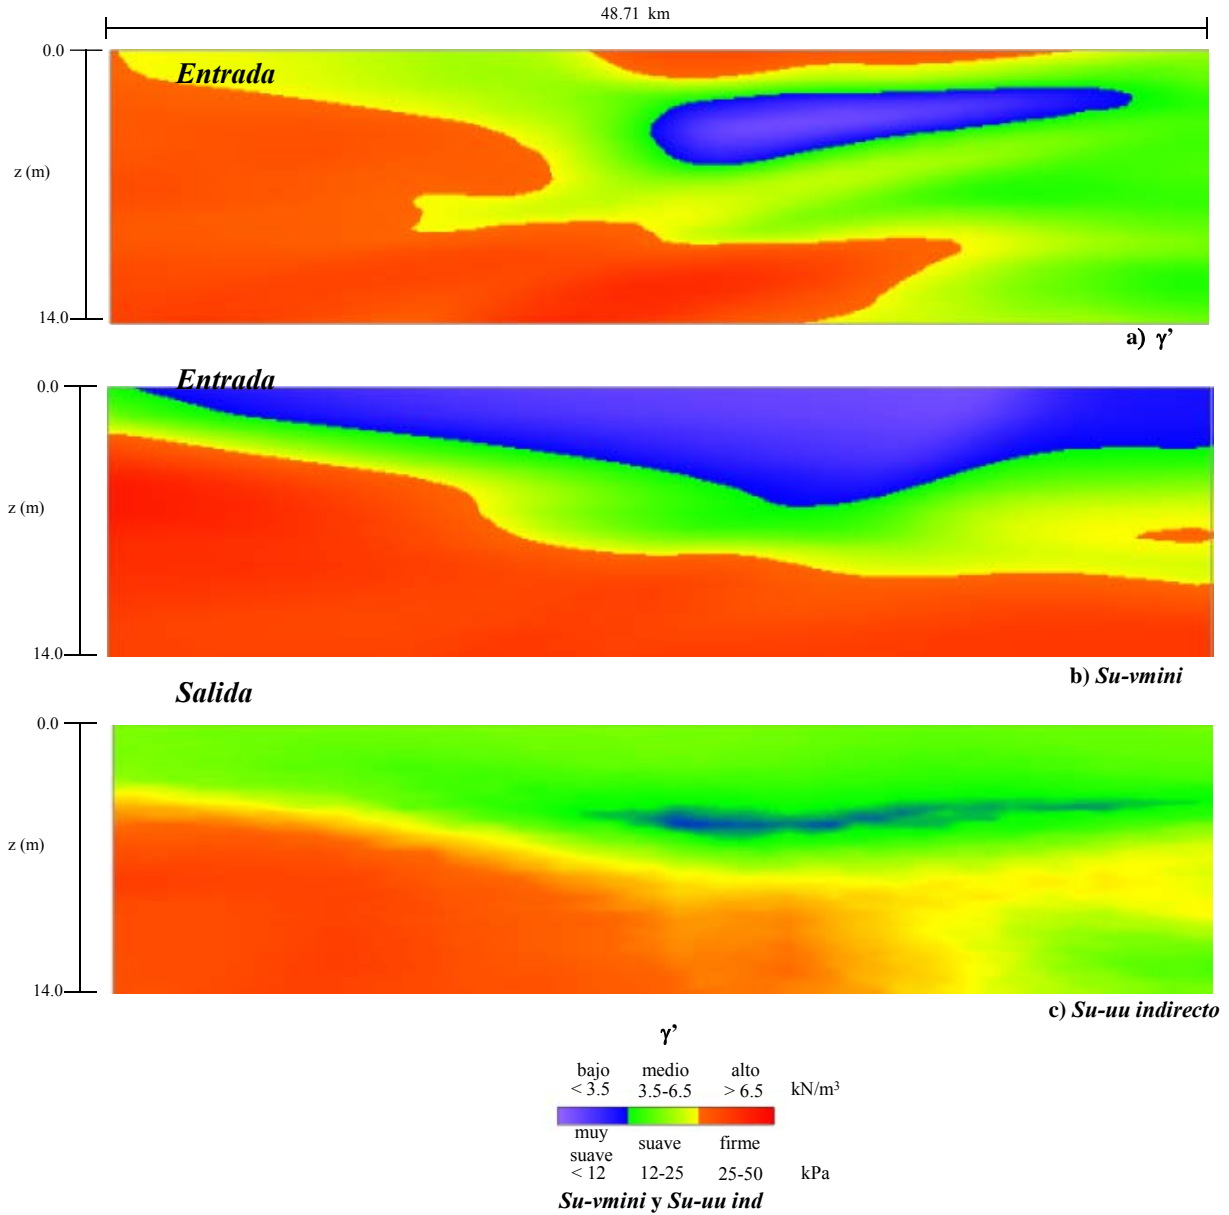 48.71 km
0.0
Entrada
z (m)
14.0
a) γ'
0.0
Entrada
z (m)
14.0
b) Su-vmini
Salida
0.0
z (m)
14.0
c) Su-uu indirecto
γ'
bajo medio alto
< 3.5 3.5-6.5 > 6.5 kN/m³
muy suave firme
suave
< 12 12-25 25-50 kPa
Su-vmini y Su-uu ind